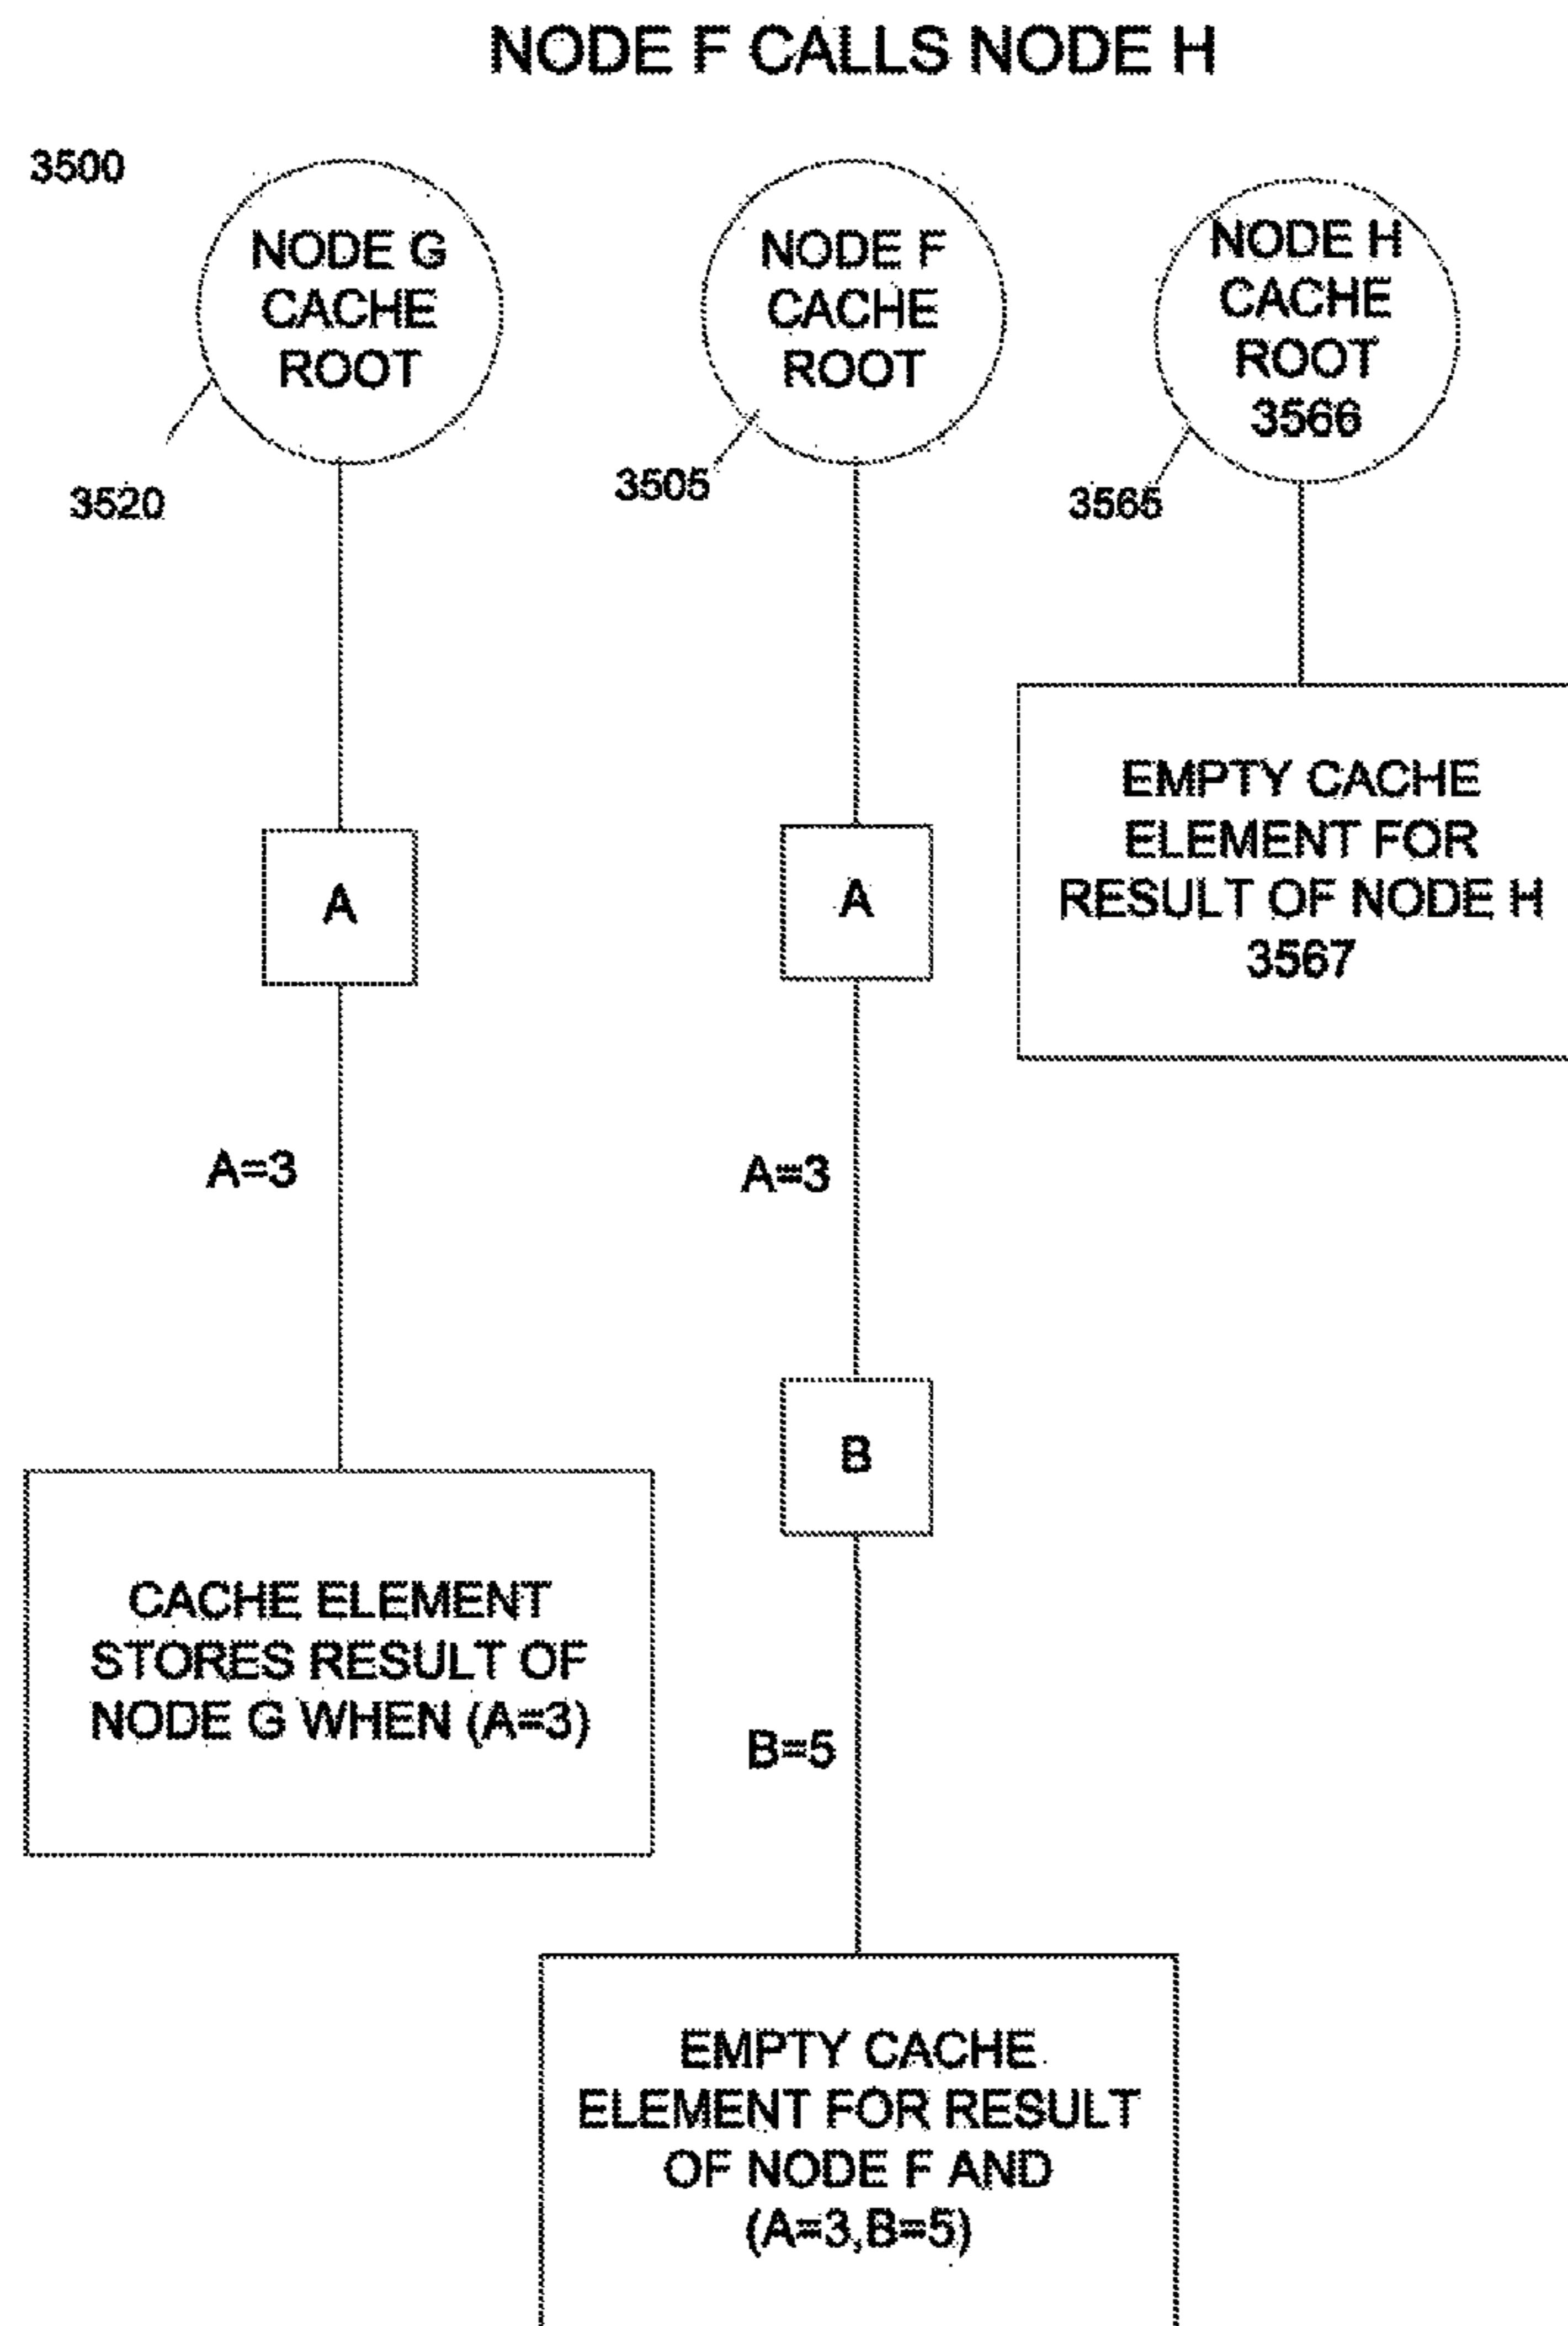 NODE F CALLS NODE H
3500
NODE G
CACHE
ROOT
3520
NODE F
CACHE
ROOT
3505
NODE H
CACHE
ROOT
3566
3565
A
A
EMPTY CACHE
ELEMENT FOR
RESULT OF NODE H
3567
A=3
A=3
B
CACHE ELEMENT
STORES RESULT OF
NODE G WHEN (A=3)
B=5
EMPTY CACHE
ELEMENT FOR RESULT
OF NODE F AND
(A=3,B=5)